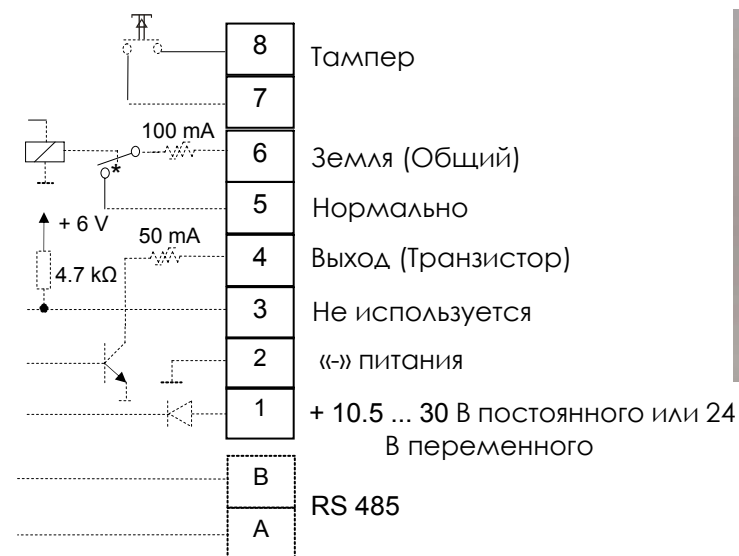 8 Тампер
7
100 mA
6 Земля (Общий)
*
5 Нормально
+ 6 V
50 mA
4 Выход (Транзистор)
4.7 kΩ
3 Не используется
2 «-» питания
1 + 10.5 ... 30 В постоянного или 24
В переменного
B
RS 485
A